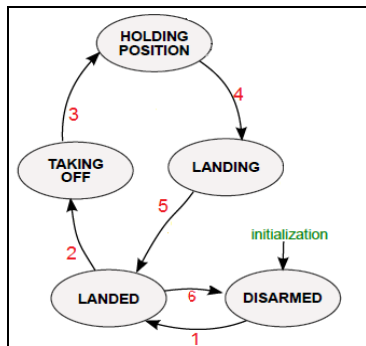 HOLDING
POSITION
3
4
TAKING
OFF
LANDING
5
2
initialization
LANDED
6
DISARMED
1